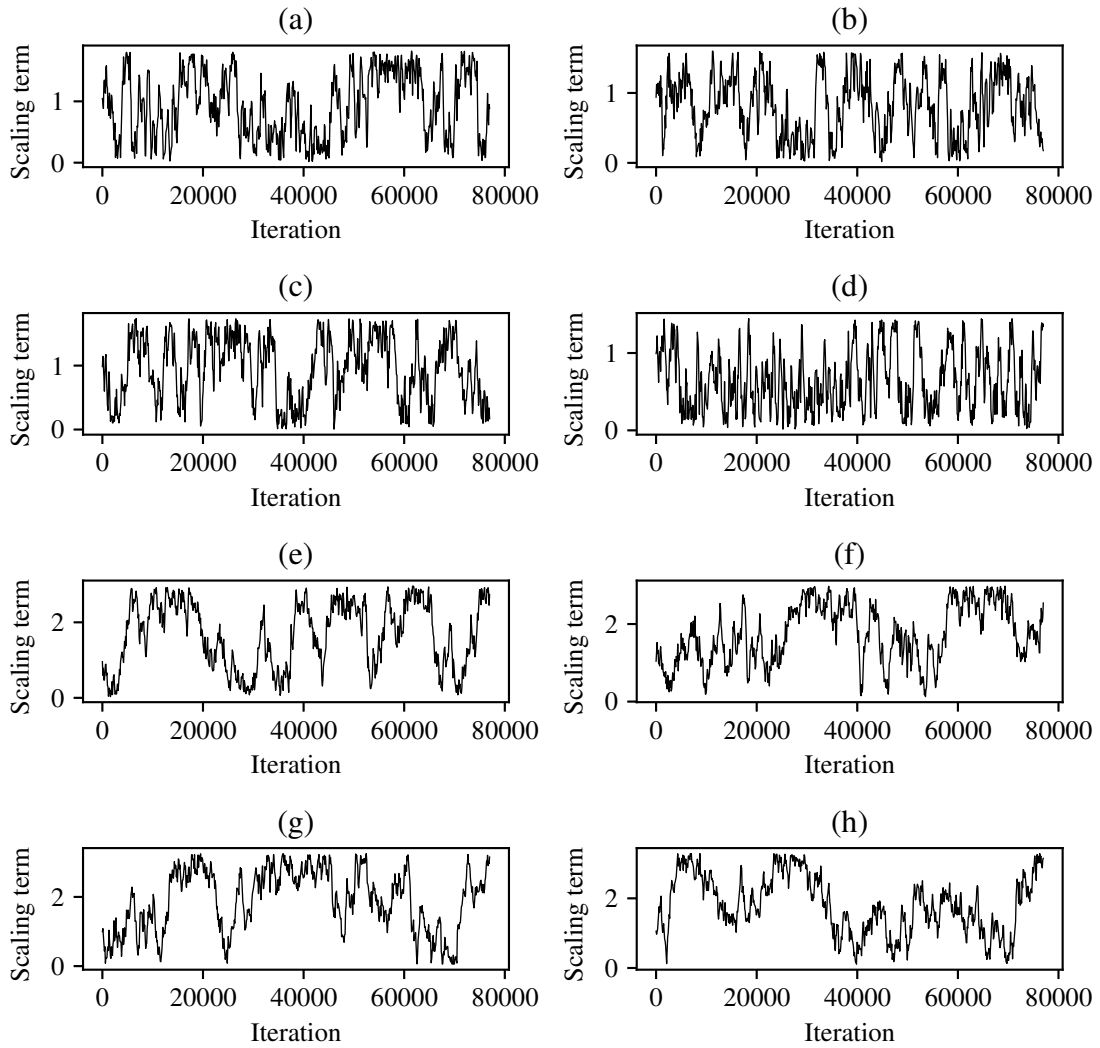 (a)
Scaling term
1
0
0 20000 40000 60000 80000
Iteration
(b)
Scaling term
1
0
0 20000 40000 60000 80000
Iteration
(c)
Scaling term
1
0
0 20000 40000 60000 80000
Iteration
(d)
Scaling term
1
0
0 20000 40000 60000 80000
Iteration
(e)
Scaling term
2
0
0 20000 40000 60000 80000
Iteration
(f)
Scaling term
2
0
0 20000 40000 60000 80000
Iteration
(g)
Scaling term
2
0
0 20000 40000 60000 80000
Iteration
(h)
Scaling term
2
0
0 20000 40000 60000 80000
Iteration